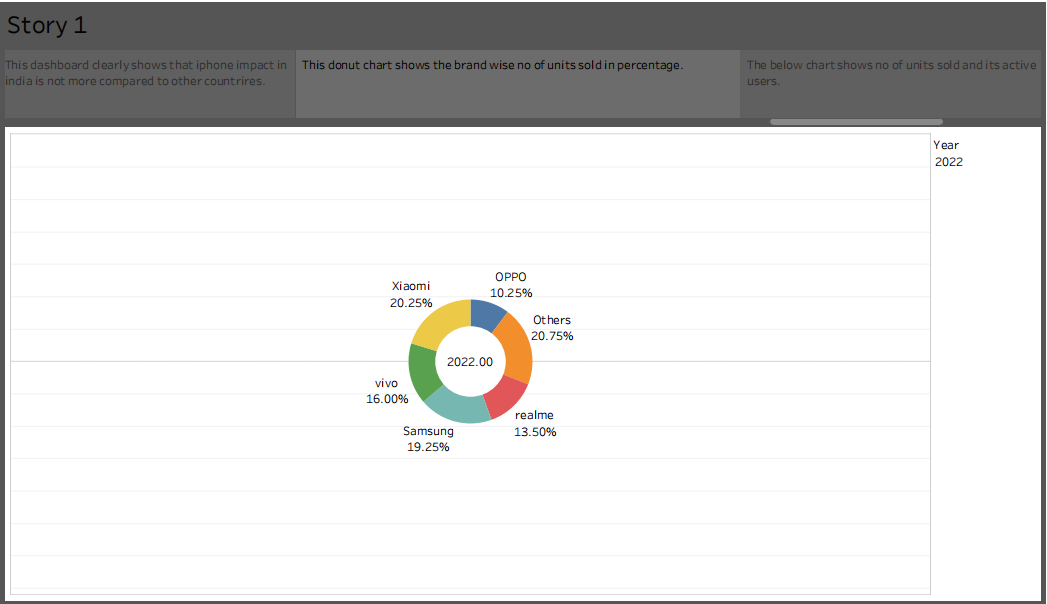 Story 1
This dashboard clearly shows that iphone impact in
india is not more compared to other countrires.
This donut chart shows the brand wise no of units sold in percentage.
The below chart shows no of units sold and its active
users.
Year
2022
OPPO
10.25%
Xiaomi
20.25%
Others
20.75%
2022.00
vivo
16.00%
realme
13.50%
Samsung
19.25%